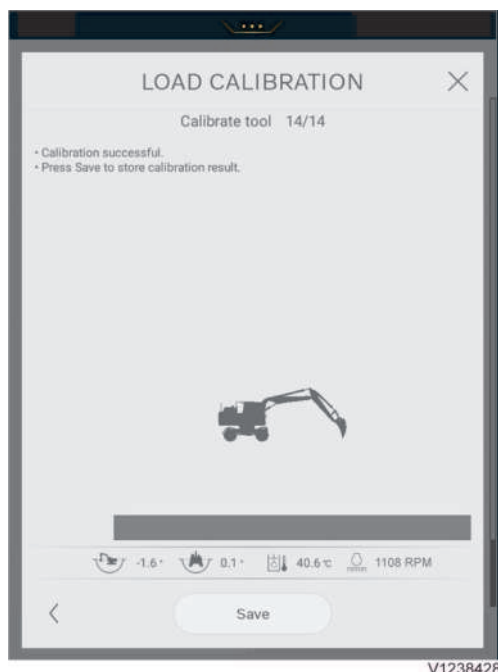 LOAD CALIBRATION
Calibrate tool 14/14
• Calibration successful.
• Press Save to store calibration result.
-1.6° 0.1° 40.6°c 1108 RPM
Save
V1238428